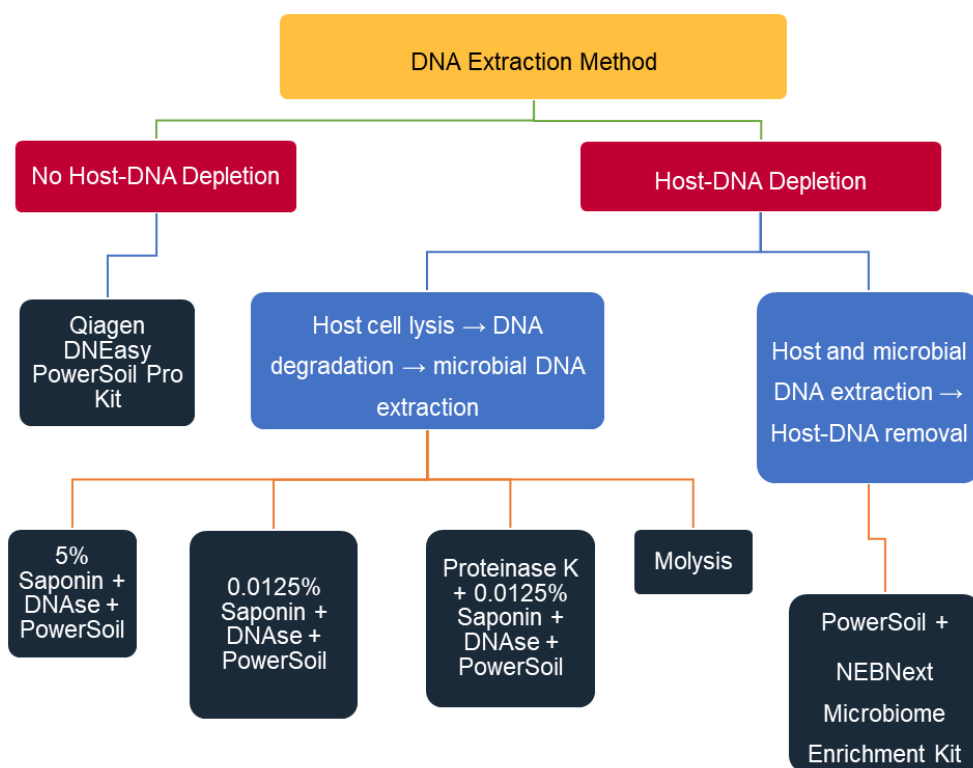 DNA Extraction Method
No Host-DNA Depletion
Host-DNA Depletion
Qiagen
DNEasy
PowerSoil Pro
Kit
Host cell lysis → DNA
degradation → microbial DNA
extraction
Host and microbial
DNA extraction →
Host-DNA removal
5%
Saponin +
DNAse +
PowerSoil
0.0125%
Saponin +
DNAse +
PowerSoil
Proteinase K
+ 0.0125%
Saponin +
DNAse +
PowerSoil
Molysis
PowerSoil +
NEBNext
Microbiome
Enrichment Kit